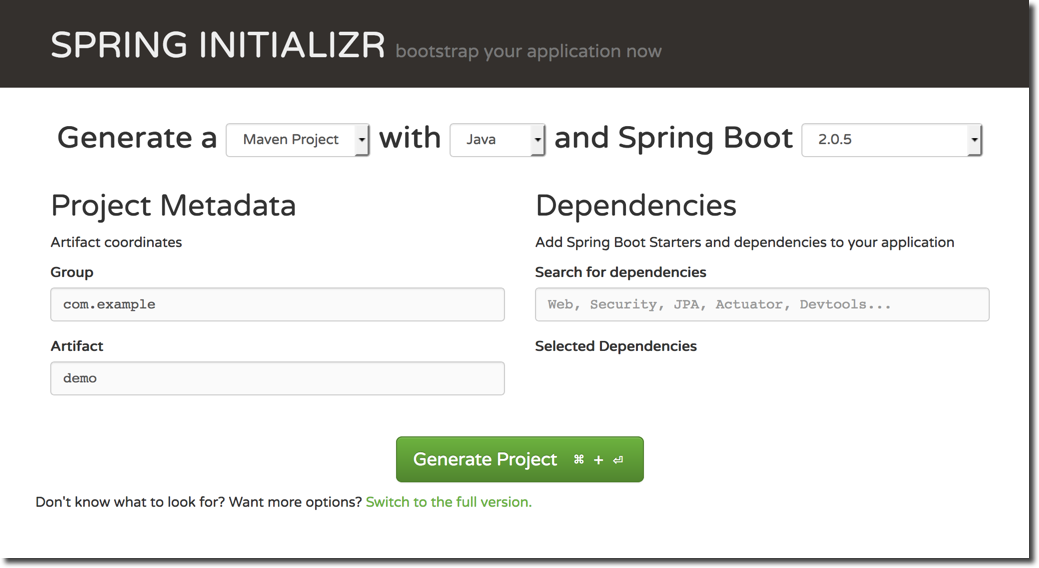 SPRING INITIALIZR bootstrap your application now
Generate a Maven Project with Java and Spring Boot 2.0.5
Project Metadata
Artifact coordinates
Group
com.example
Artifact
demo
Dependencies
Add Spring Boot Starters and dependencies to your application
Search for dependencies
Web, Security, JPA, Actuator, Devtools...
Selected Dependencies
Generate Project ⌘ + ⏎
Don't know what to look for? Want more options? Switch to the full version.